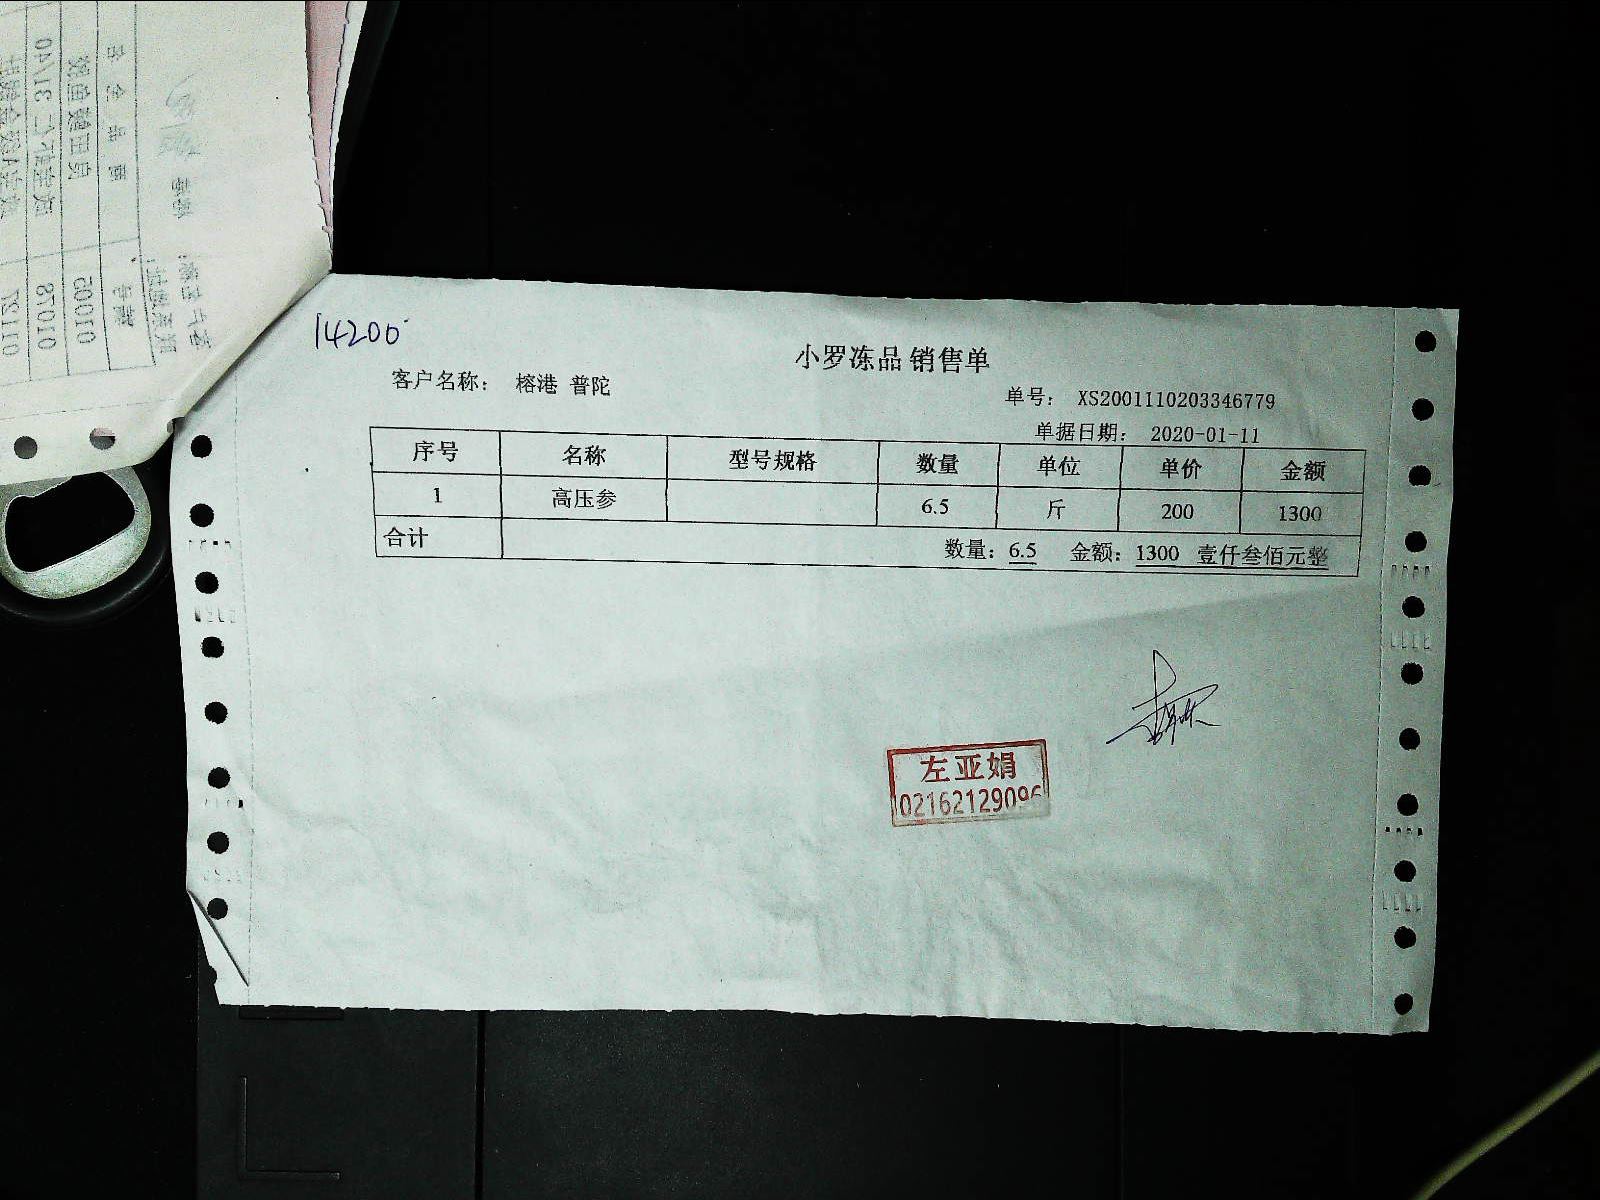 14200
小罗冻品 销售单
客户名称： 榕港 普陀
单号： XS2001110203346779
单据日期： 2020-01-11
序号 名称 型号规格 数量 单位 单价 金额
1 高压参 6.5 斤 200 1300
合计 数量：6.5 金额：1300 壹仟叁佰元整
左亚娟
02162129096